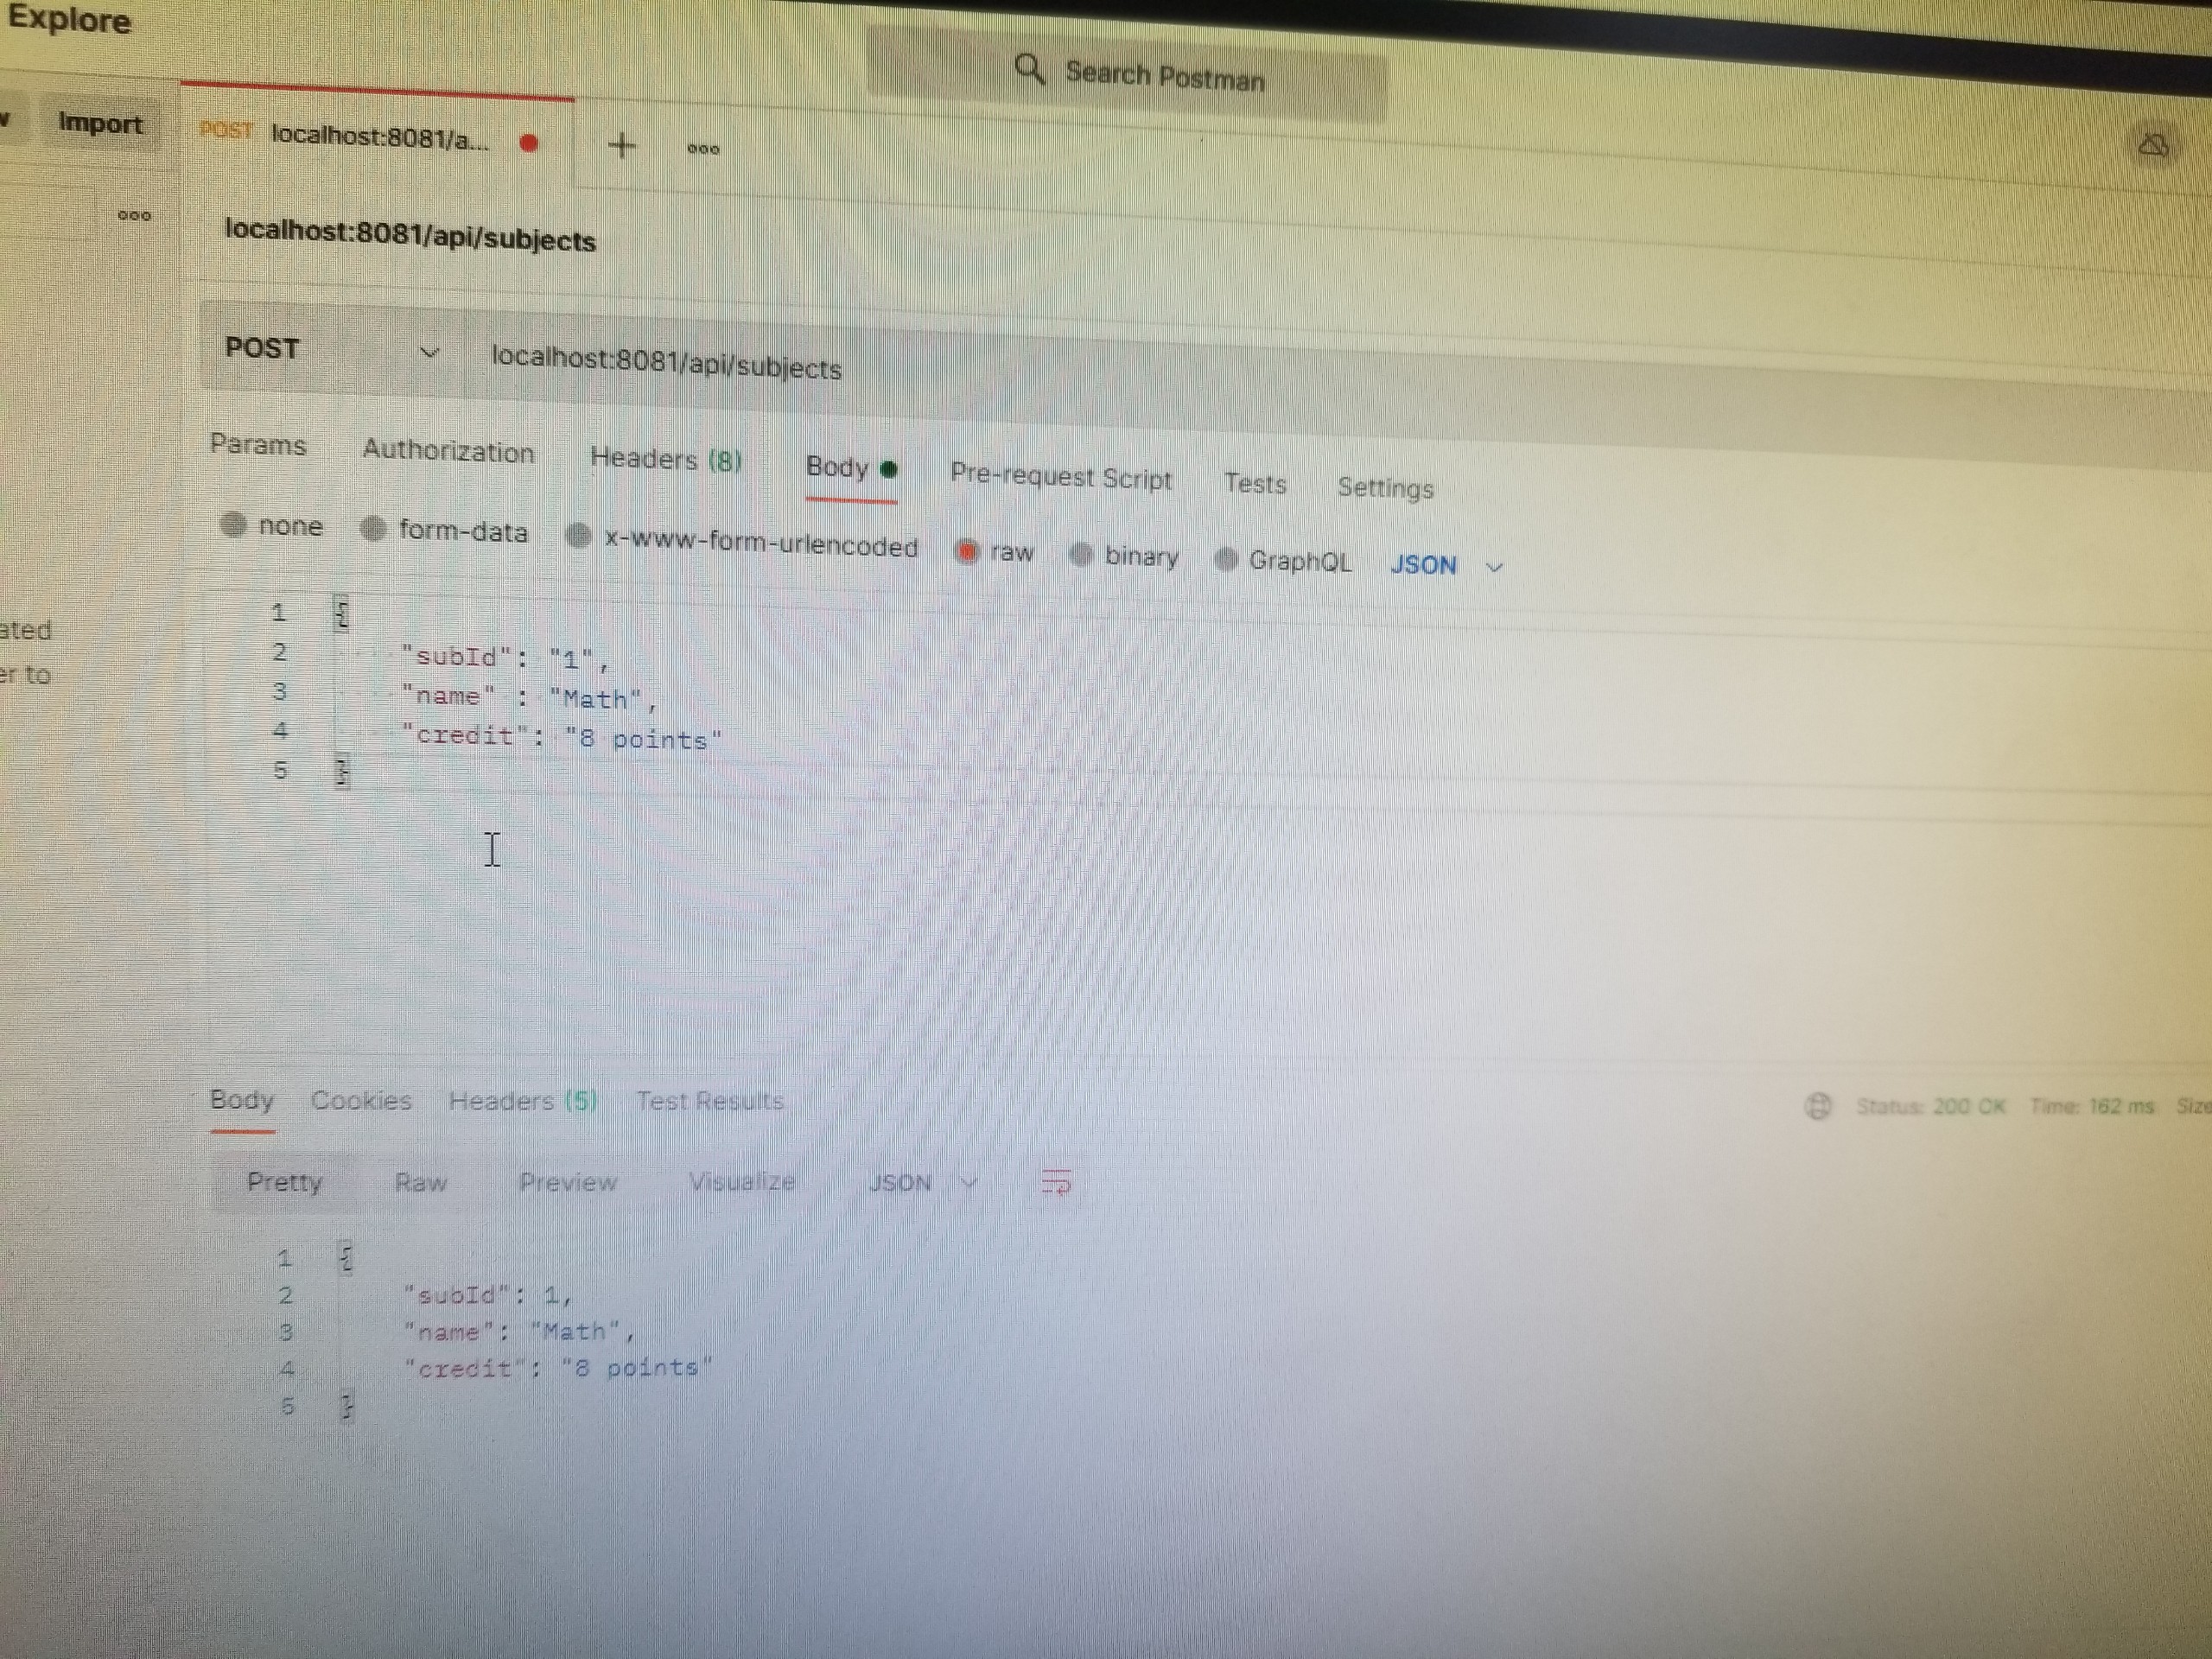 Explore
Search Postman
Import
POST localhost:8081/a...
localhost:8081/api/subjects
POST localhost:8081/api/subjects
Params Authorization Headers (8) Body Pre-request Script Tests Settings
none form-data x-www-form-urlencoded raw binary GraphQL JSON
1 {
2 "subId": "1",
3 "name" : "Math",
4 "credit": "8 points"
5 }
ated
er to
Body Cookies Headers (5) Test Results Status: 200 OK Time: 162 ms Size
Pretty Raw Preview Visualize JSON
1 {
2 "subId": 1,
3 "name": "Math",
4 "credit": "8 points"
5 }